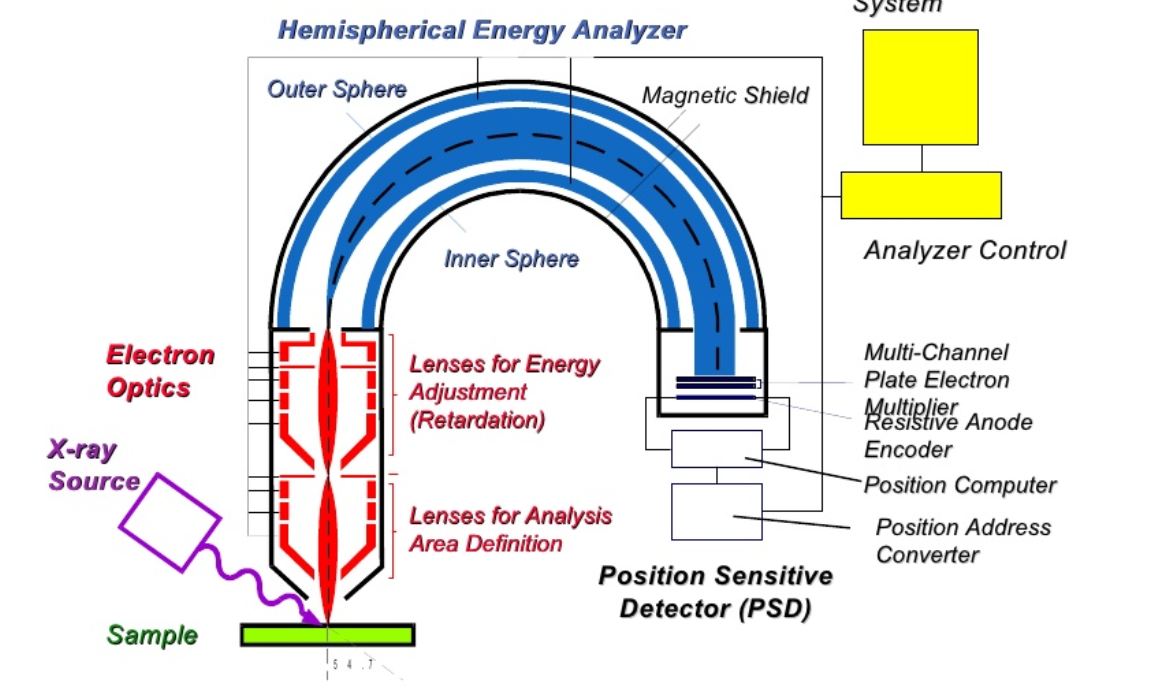 System
Hemispherical Energy Analyzer
Outer Sphere
Magnetic Shield
Inner Sphere
Analyzer Control
Electron
Optics
Lenses for Energy
Adjustment
(Retardation)
Multi-Channel
Plate Electron
Multiplier
Resistive Anode
Encoder
X-ray
Source
Position Computer
Lenses for Analysis
Area Definition
Position Address
Converter
Position Sensitive
Detector (PSD)
Sample
54.7